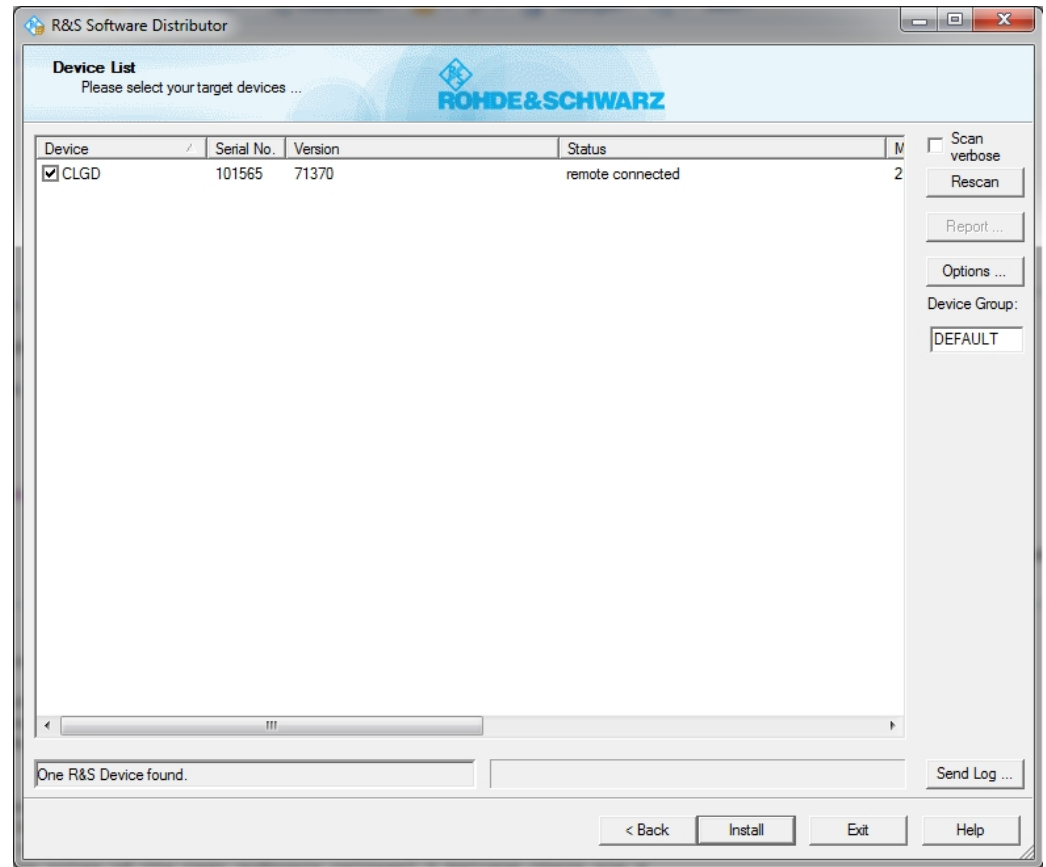 R&S Software Distributor
Device List
Please select your target devices ...
ROHDE&SCHWARZ
Device Serial No. Version Status M
CLGD 101565 71370 remote connected 2
Scan verbose
Rescan
Report ...
Options ...
Device Group:
DEFAULT
One R&S Device found.
Send Log ...
< Back Install Exit Help